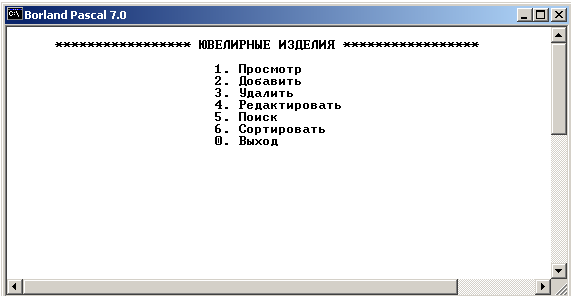 Borland Pascal 7.0
***************** ЮВЕЛИРНЫЕ ИЗДЕЛИЯ *****************
1. Просмотр
2. Добавить
3. Удалить
4. Редактировать
5. Поиск
6. Сортировать
0. Выход